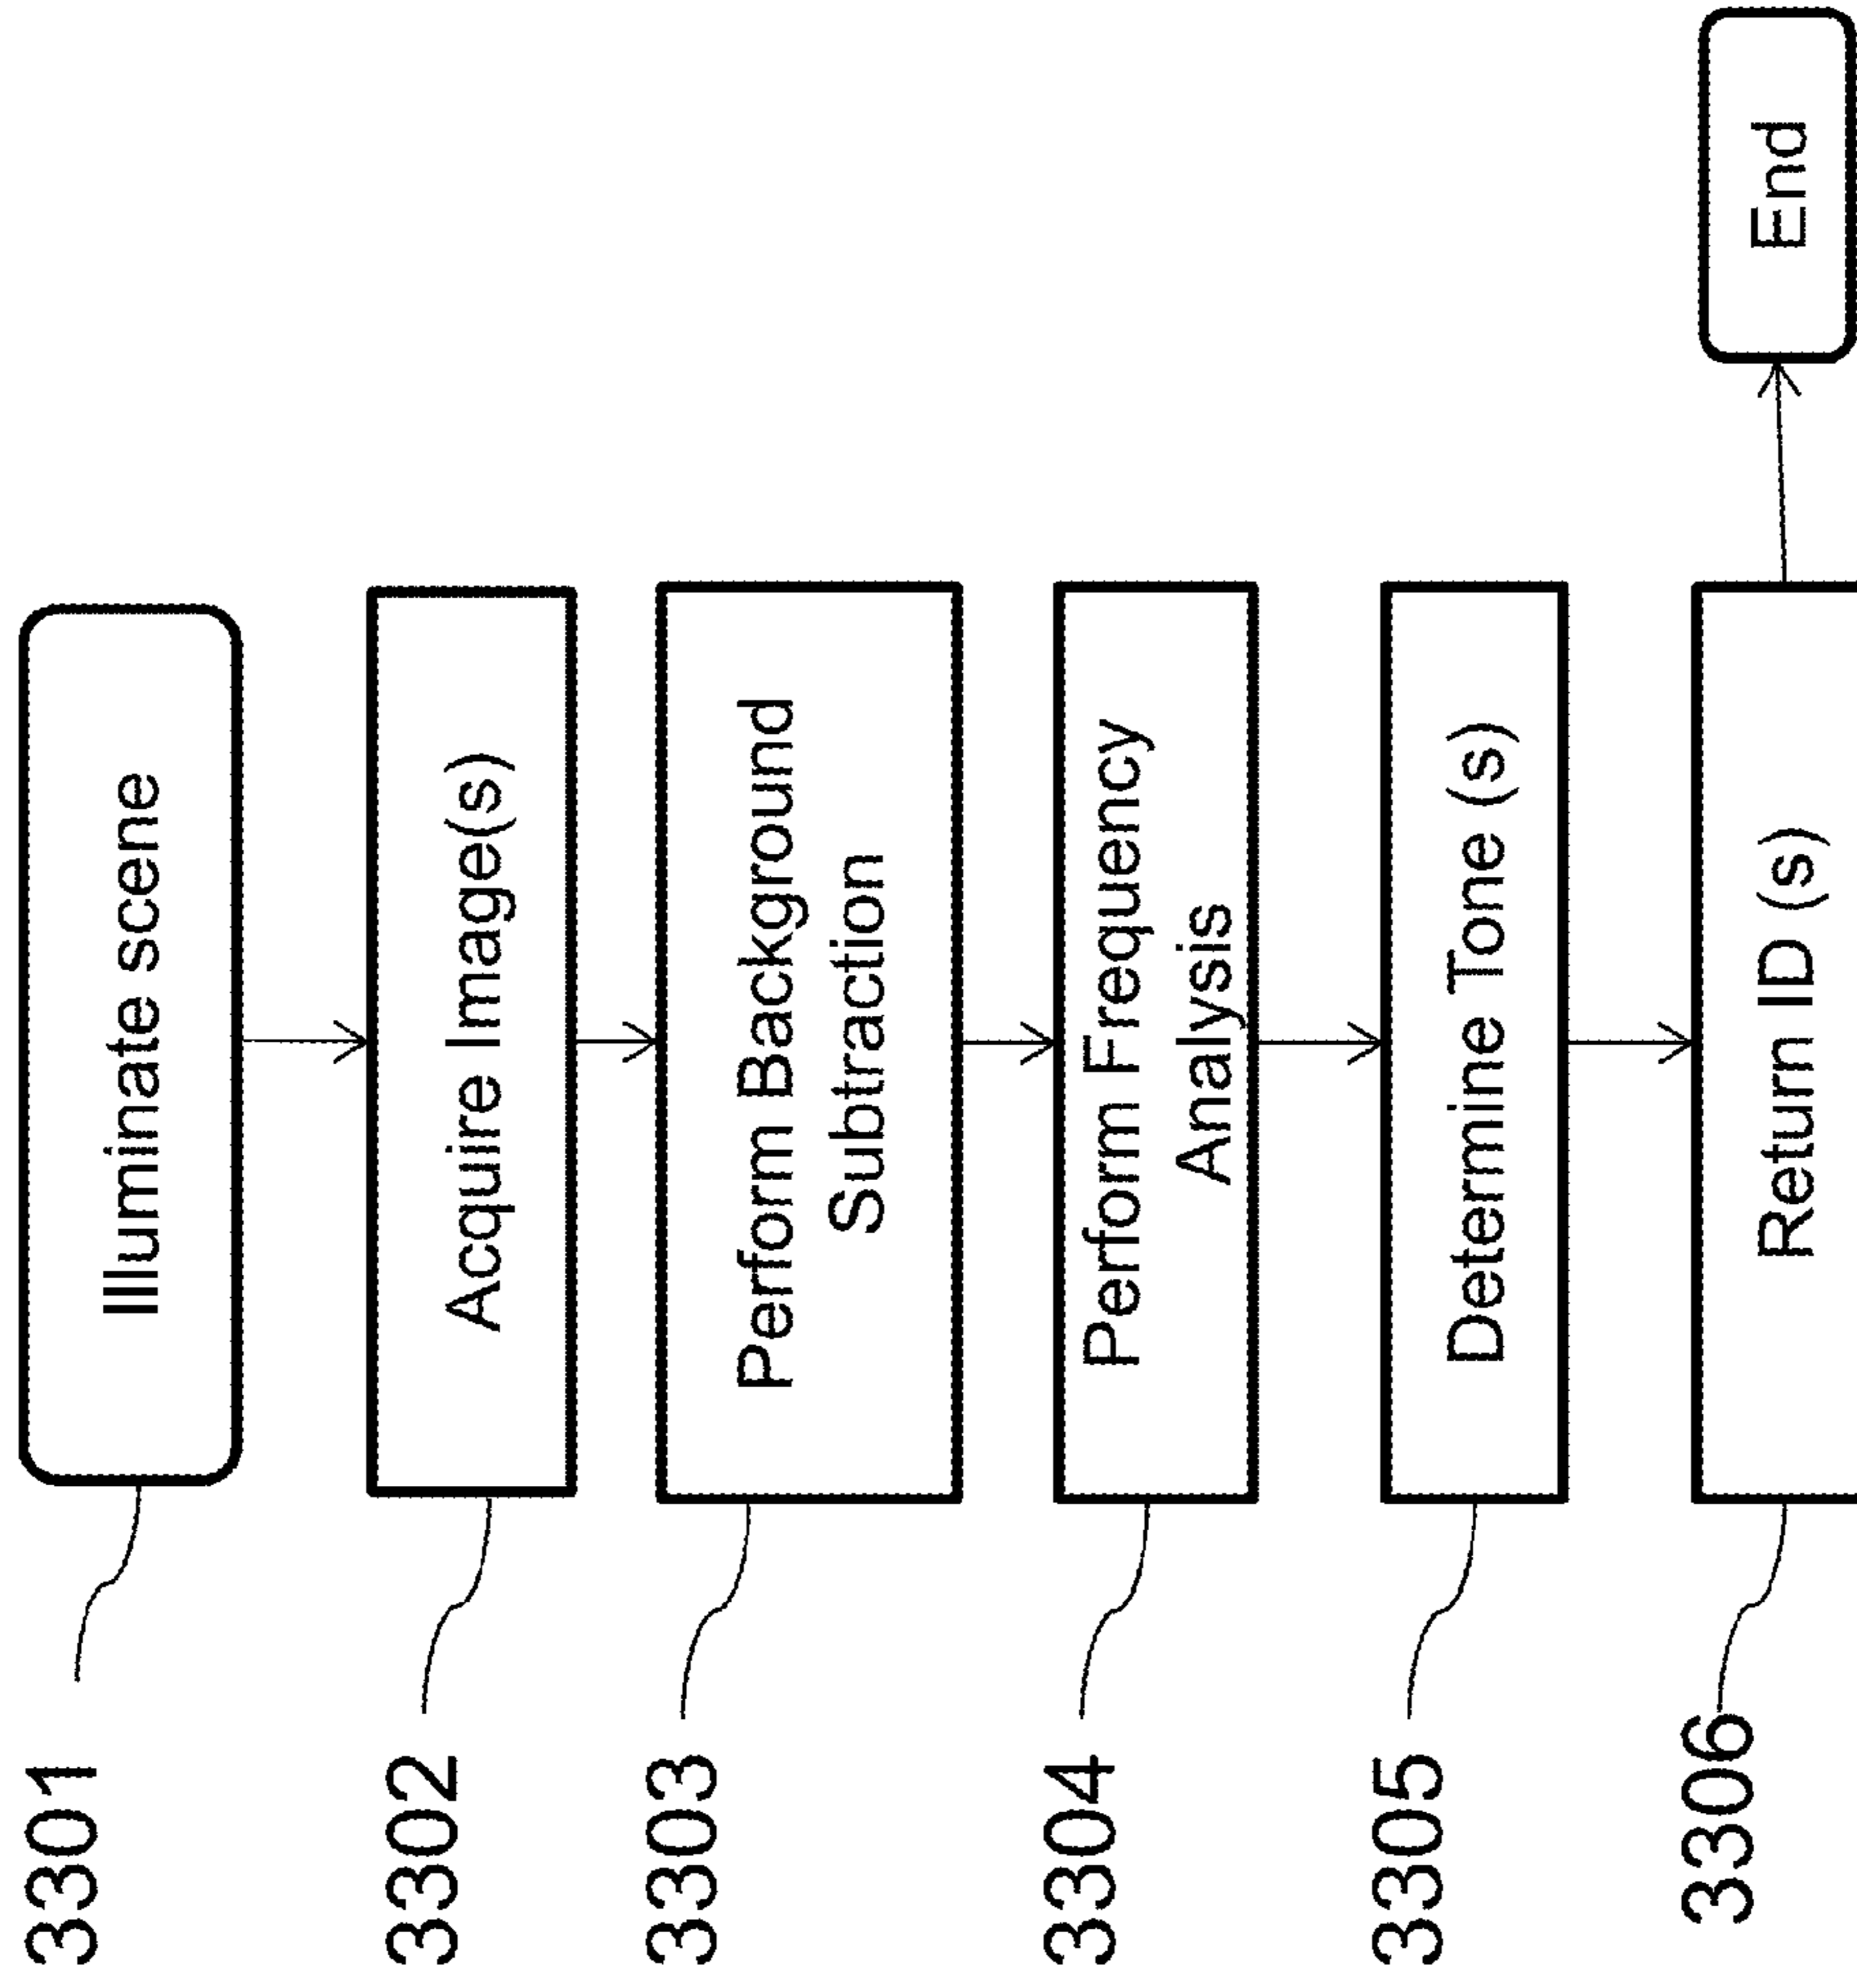 3301
Illuminate scene
3302
Acquire Image(s)
3303
Perform Background
Subtraction
3304
Perform Frequency
Analysis
3305
Determine Tone (s)
3306
Return ID (s)
End